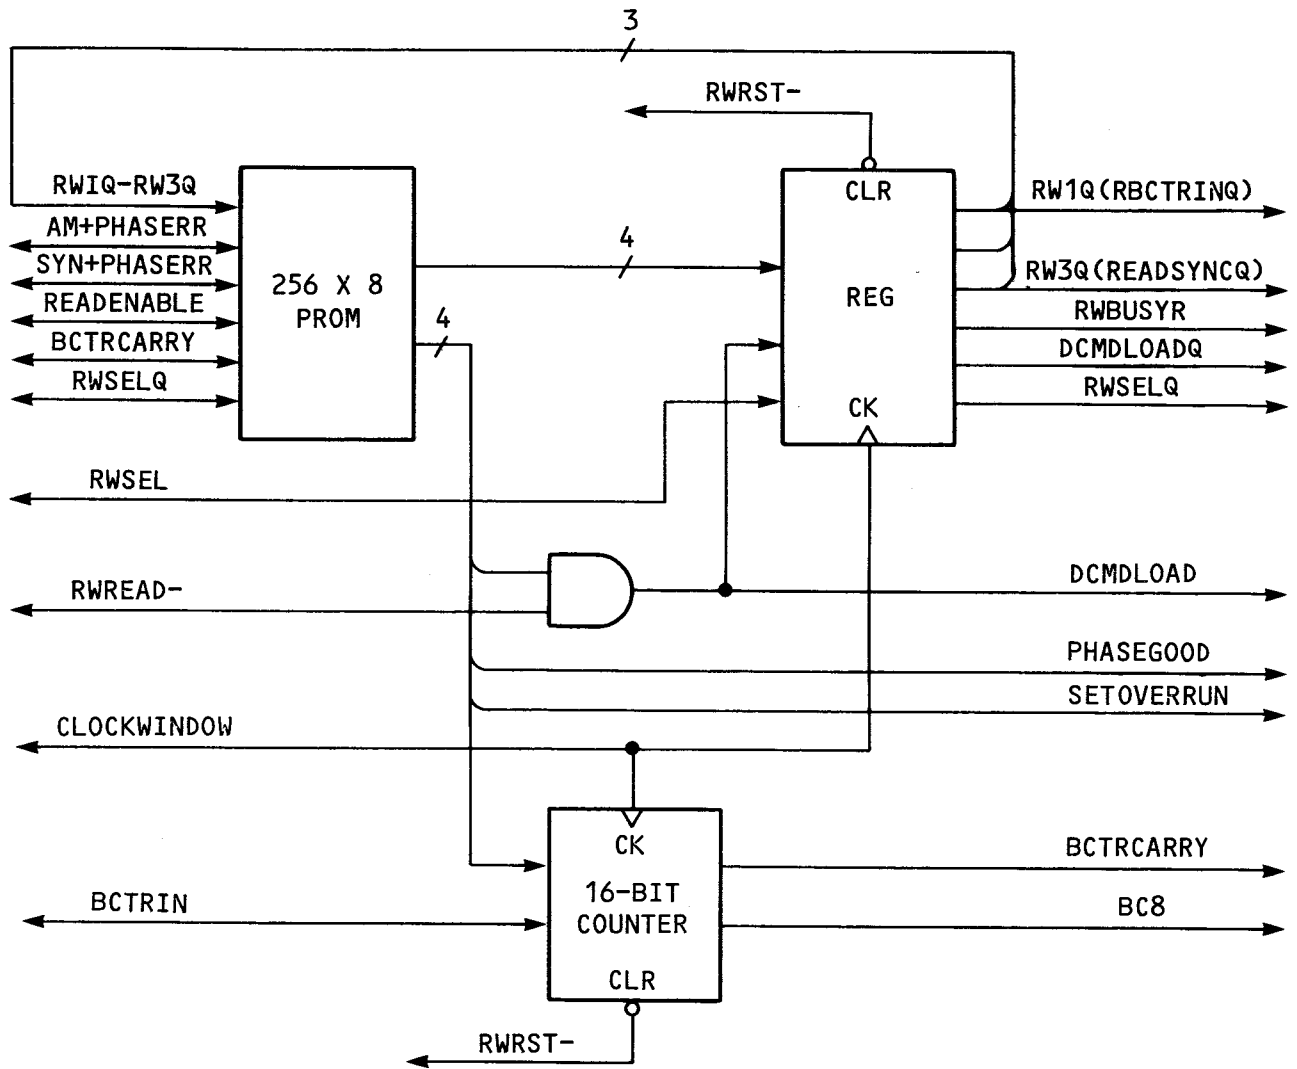 3
RWRST-
RWIQ-RW3Q
CLR
RW1Q(RBCTRINQ)
AM+PHASERR
4
SYN+PHASERR
256 X 8
PROM
REG
RW3Q(READSYNCQ)
READENABLE
4
RWBUSYR
BCTRCARRY
DCMDLOADQ
RWSELQ
CK
RWSELQ
RWSEL
RWREAD-
DCMDLOAD
PHASEGOOD
SETOVERRUN
CLOCKWINDOW
CK
BCTRCARRY
16-BIT
COUNTER
BCTRIN
BC8
CLR
RWRST-